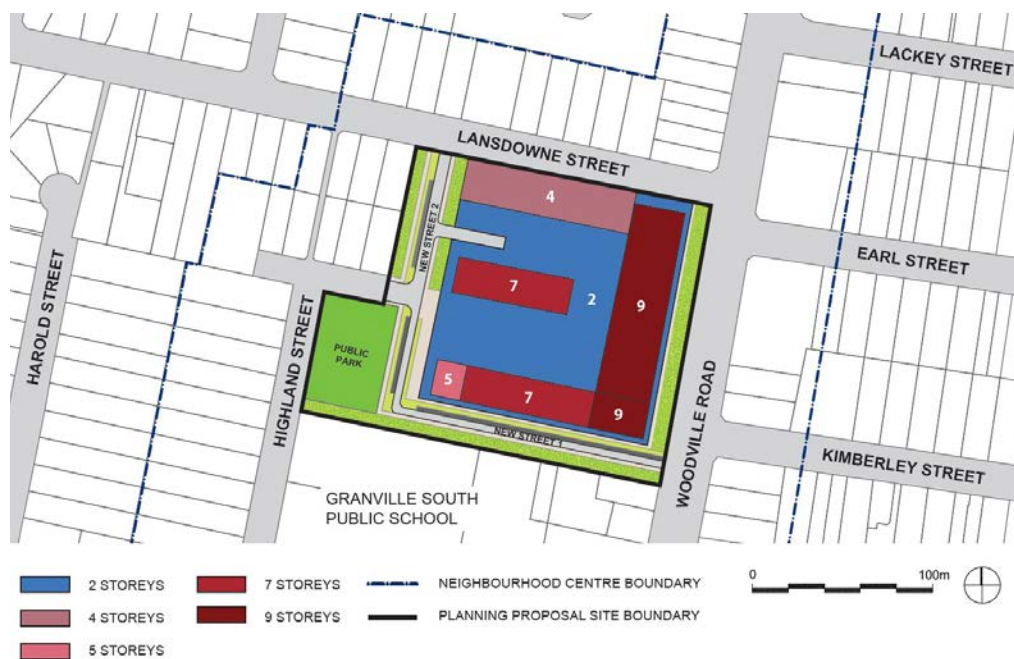 LACKEY STREET
LANSDOWNE STREET
4
NEW STREET 2
EARL STREET
7
2
9
HAROLD STREET
HIGHLAND STREET
PUBLIC
PARK
5
7
9
NEW STREET 1
WOODVILLE ROAD
KIMBERLEY STREET
GRANVILLE SOUTH
PUBLIC SCHOOL
2 STOREYS
7 STOREYS
NEIGHBOURHOOD CENTRE BOUNDARY
0
100m
4 STOREYS
9 STOREYS
PLANNING PROPOSAL SITE BOUNDARY
5 STOREYS